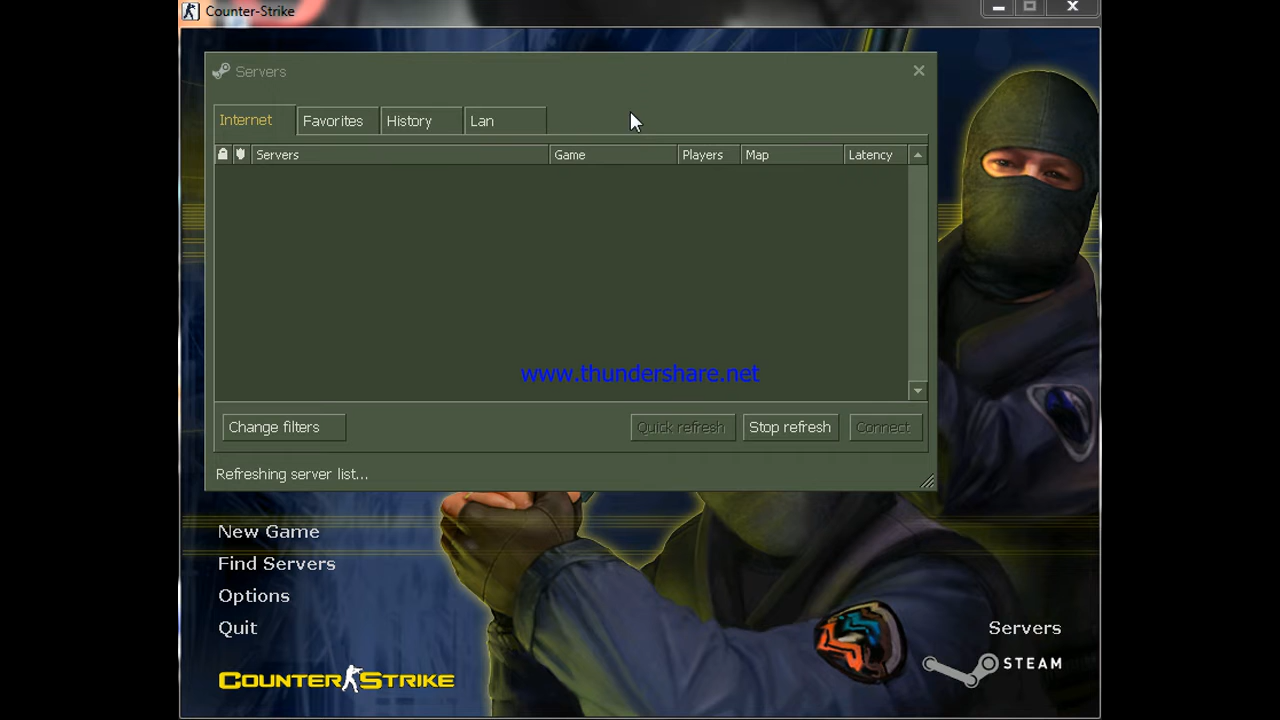 Counter-Strike
Servers
Internet Favorites History Lan
Servers Game Players Map Latency
www.thundershare.net
Change filters Quick refresh Stop refresh Connect
Refreshing server list...
New Game
Find Servers
Options
Quit
Servers
STEAM
COUNTER STRIKE